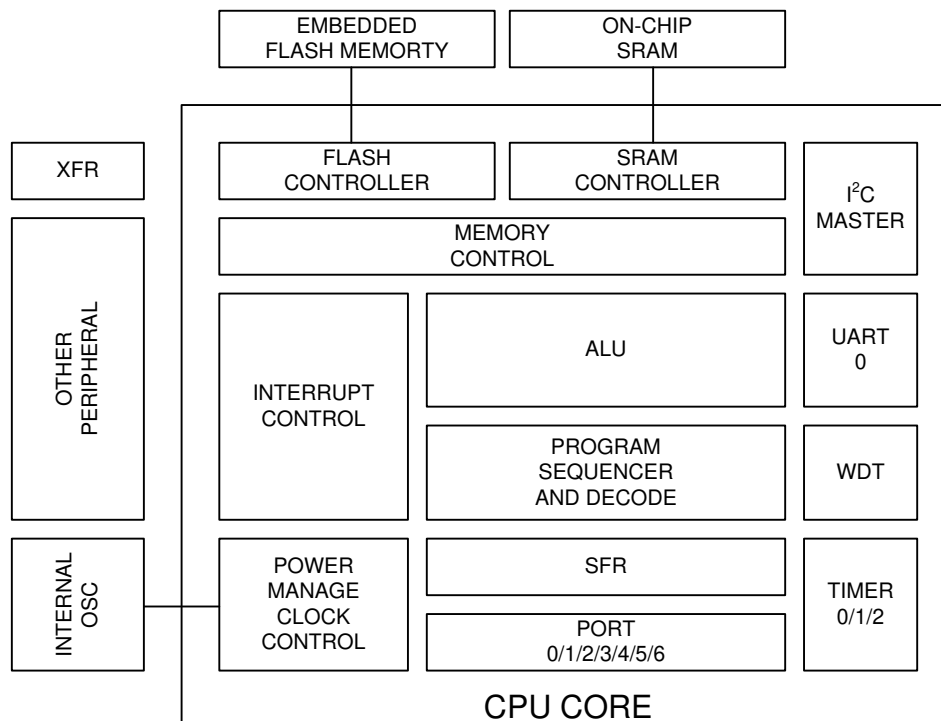 EMBEDDED
FLASH MEMORTY
ON-CHIP
SRAM
XFR
FLASH
CONTROLLER
SRAM
CONTROLLER
I²C
MASTER
MEMORY
CONTROL
OTHER
PERIPHERAL
INTERRUPT
CONTROL
ALU
UART
0
PROGRAM
SEQUENCER
AND DECODE
WDT
INTERNAL
OSC
POWER
MANAGE
CLOCK
CONTROL
SFR
TIMER
0/1/2
PORT
0/1/2/3/4/5/6
CPU CORE